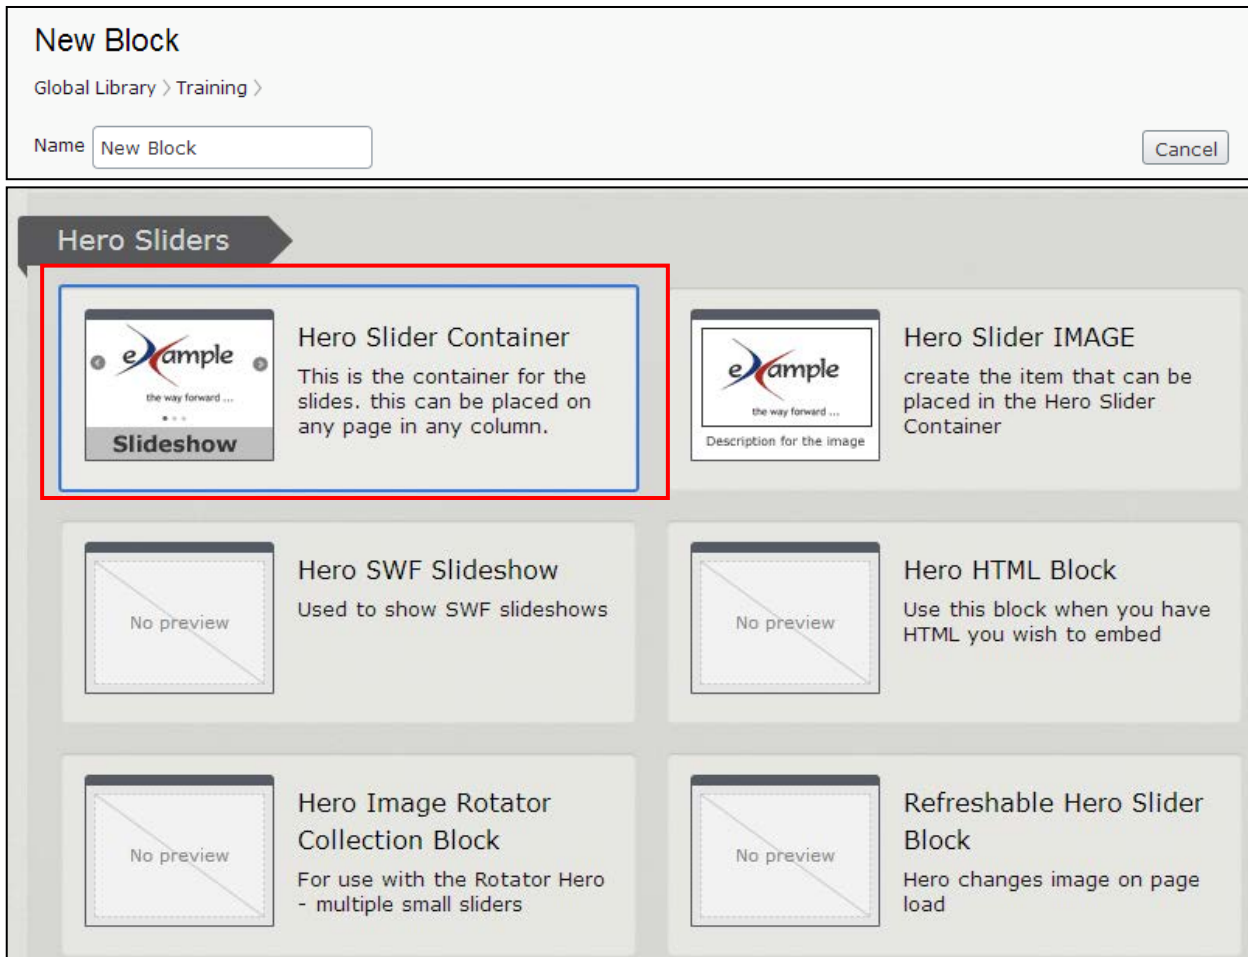 New Block
Global Library > Training >
Name
New Block
Cancel
Hero Sliders
example
the way forward ...
Slideshow
Hero Slider Container
This is the container for the
slides. this can be placed on
any page in any column.
example
the way forward ...
Description for the image
Hero Slider IMAGE
create the item that can be
placed in the Hero Slider
Container
No preview
Hero SWF Slideshow
Used to show SWF slideshows
No preview
Hero HTML Block
Use this block when you have
HTML you wish to embed
No preview
Hero Image Rotator
Collection Block
For use with the Rotator Hero
- multiple small sliders
No preview
Refreshable Hero Slider
Block
Hero changes image on page
load